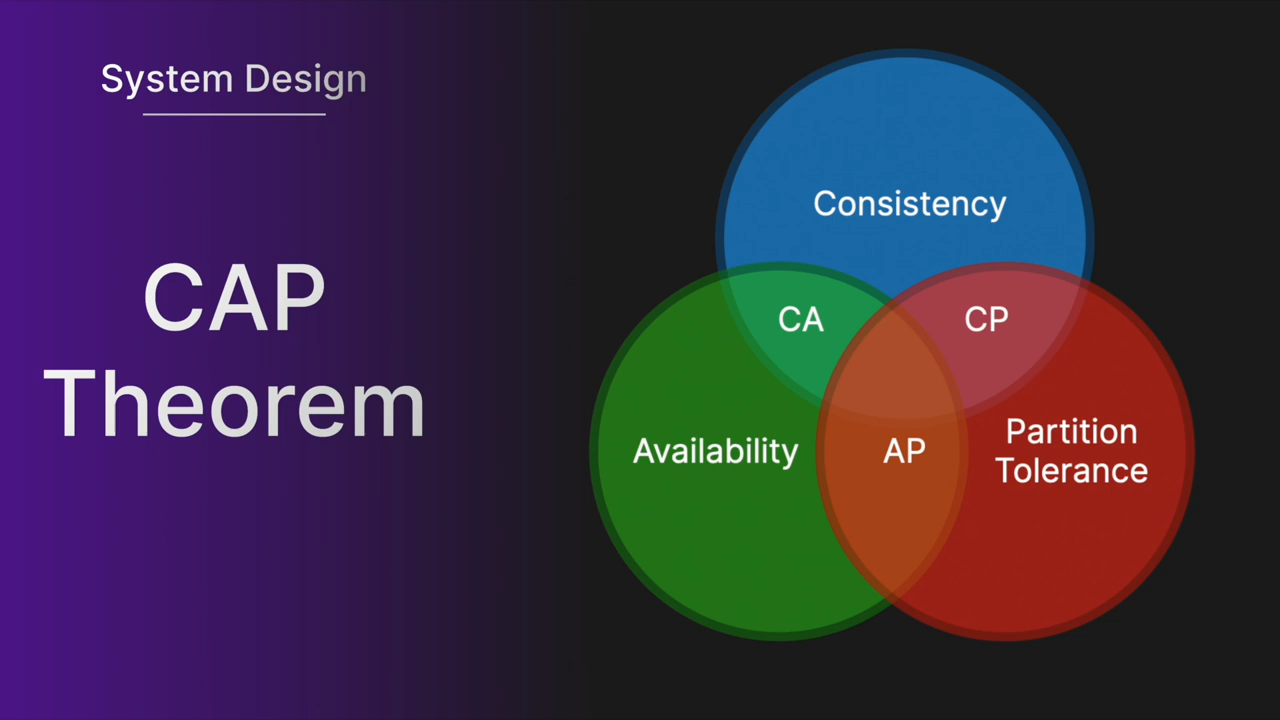 System Design
CAP
Theorem
Consistency
CA
CP
Availability
AP
Partition
Tolerance